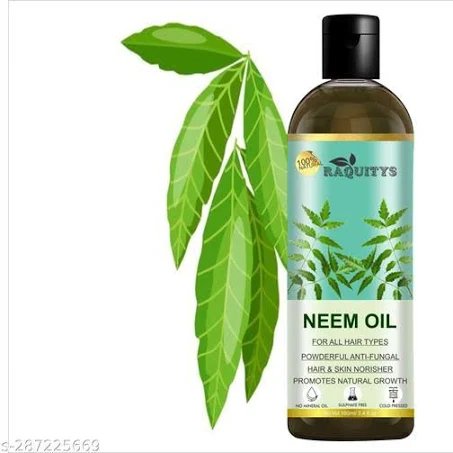 100%
NATURAL
RAQUITYS
NEEM OIL
FOR ALL HAIR TYPES
POWDERFUL ANTI-FUNGAL
HAIR & SKIN NORISHER
PROMOTES NATURAL GROWTH
NO MINERAL OIL
SULPHATE FREE
COLD PRESSED
s-287225669